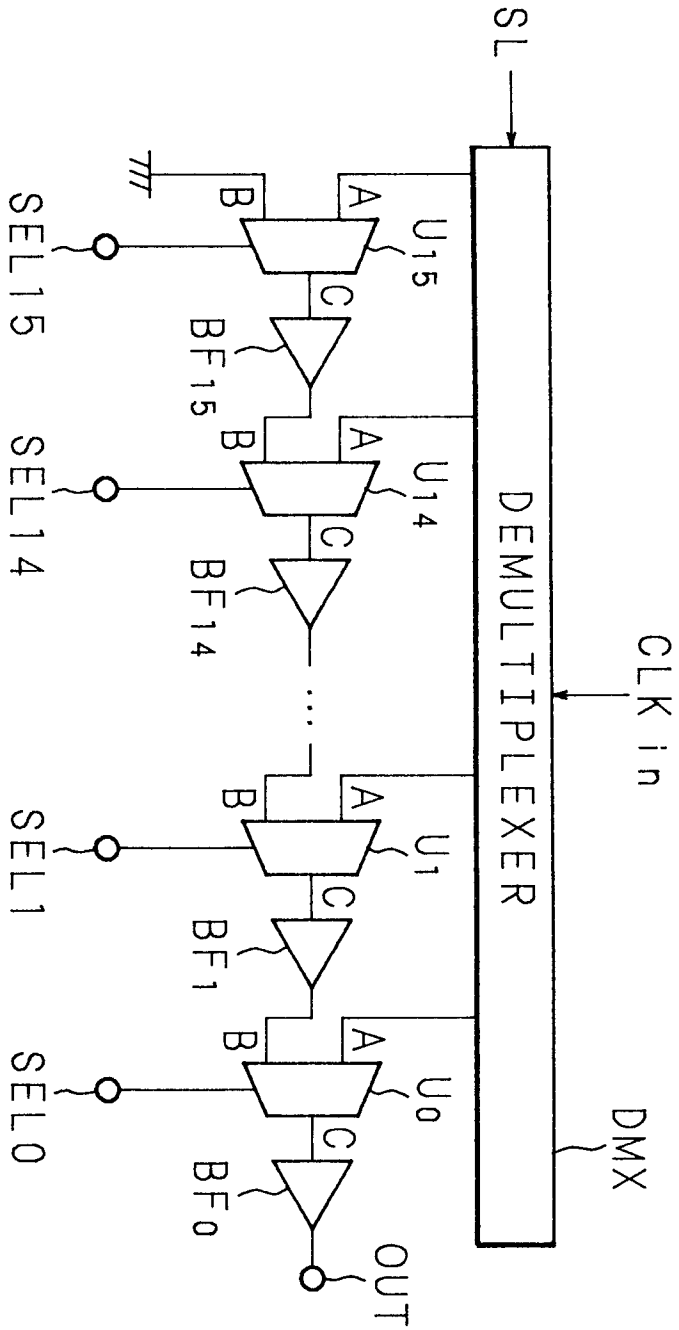 CLK in
DMX
SL
DEMULTIPLEXER
U15 U14 U1 U0
OUT
A A A A
C C ... C C
B B B B
BF15 BF14 BF1 BF0
SEL15 SEL14 SEL1 SEL0